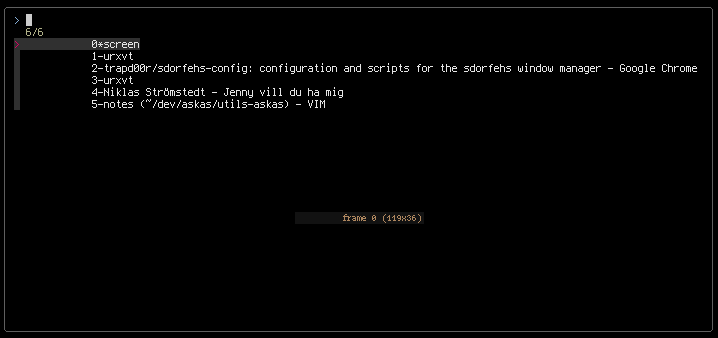 >
6/6
> 0*screen
1-urxvt
2-trapd00r/sdorfehs-config: configuration and scripts for the sdorfehs window manager - Google Chrome
3-urxvt
4-Niklas Strömstedt - Jenny vill du ha mig
5-notes (~/dev/askas/utils-askas) - VIM
frame 0 (119x36)